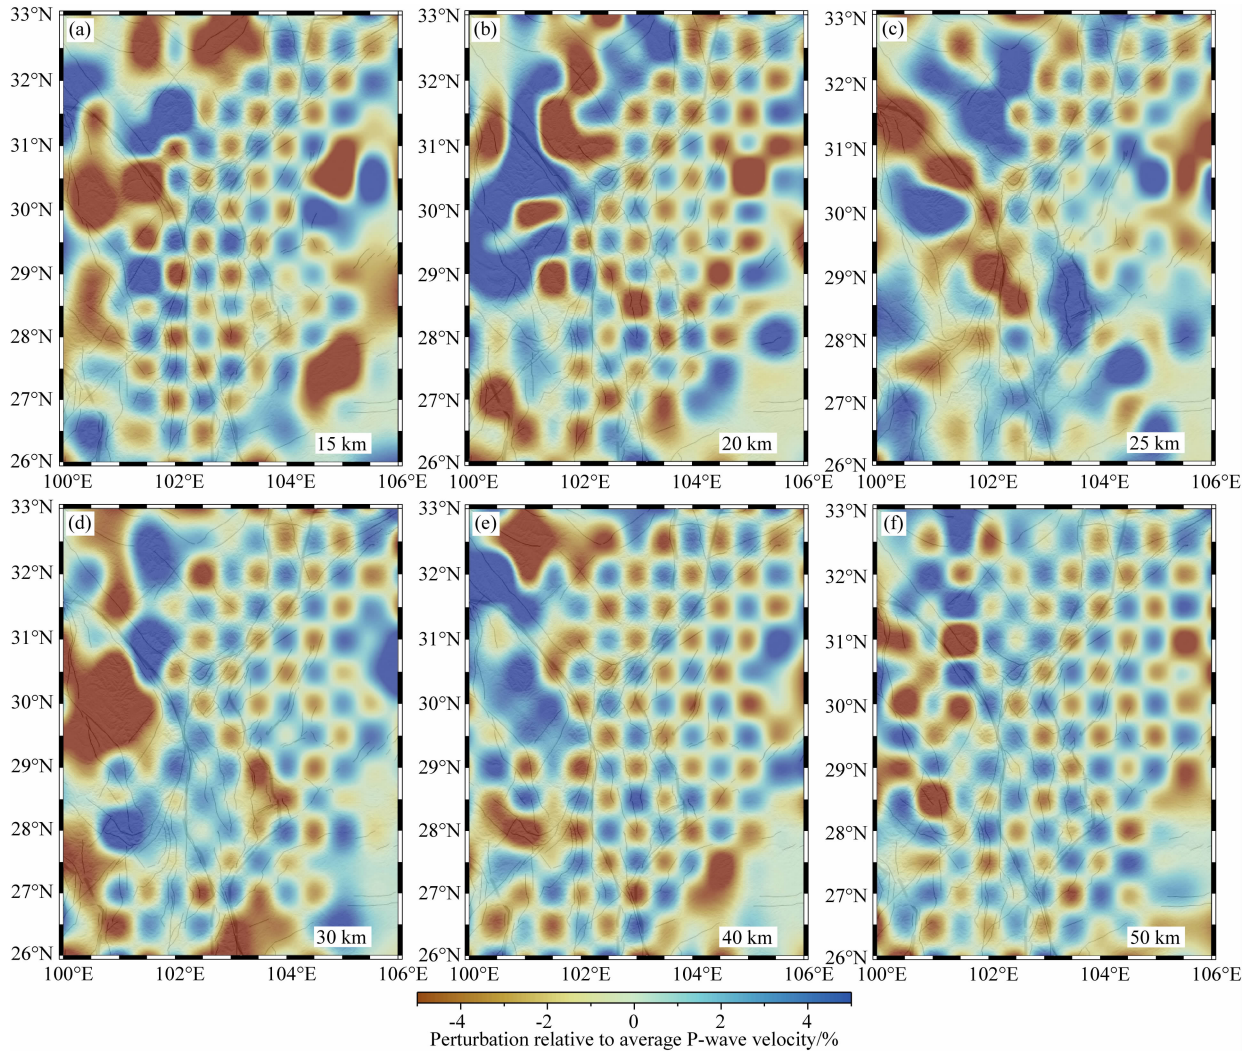 (a)
33°N
32°N
31°N
30°N
29°N
28°N
27°N
26°N
15 km
100°E
102°E
104°E
106°E
(b)
33°N
32°N
31°N
30°N
29°N
28°N
27°N
26°N
20 km
100°E
102°E
104°E
106°E
(c)
33°N
32°N
31°N
30°N
29°N
28°N
27°N
26°N
25 km
100°E
102°E
104°E
106°E
(d)
33°N
32°N
31°N
30°N
29°N
28°N
27°N
26°N
30 km
100°E
102°E
104°E
106°E
(e)
33°N
32°N
31°N
30°N
29°N
28°N
27°N
26°N
40 km
100°E
102°E
104°E
106°E
(f)
33°N
32°N
31°N
30°N
29°N
28°N
27°N
26°N
50 km
100°E
102°E
104°E
106°E
-4 -2 0 2 4
Perturbation relative to average P-wave velocity/%